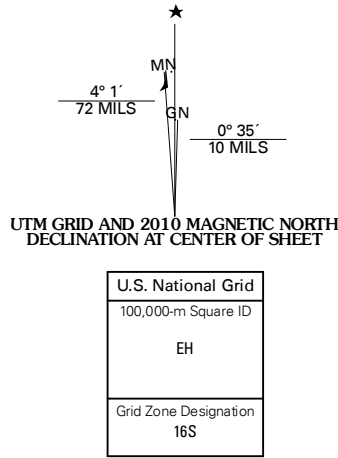 ★
MN
4° 1´
72 MILS
GN
0° 35´
10 MILS
UTM GRID AND 2010 MAGNETIC NORTH
DECLINATION AT CENTER OF SHEET
U.S. National Grid
100,000-m Square ID
EH
Grid Zone Designation
16S